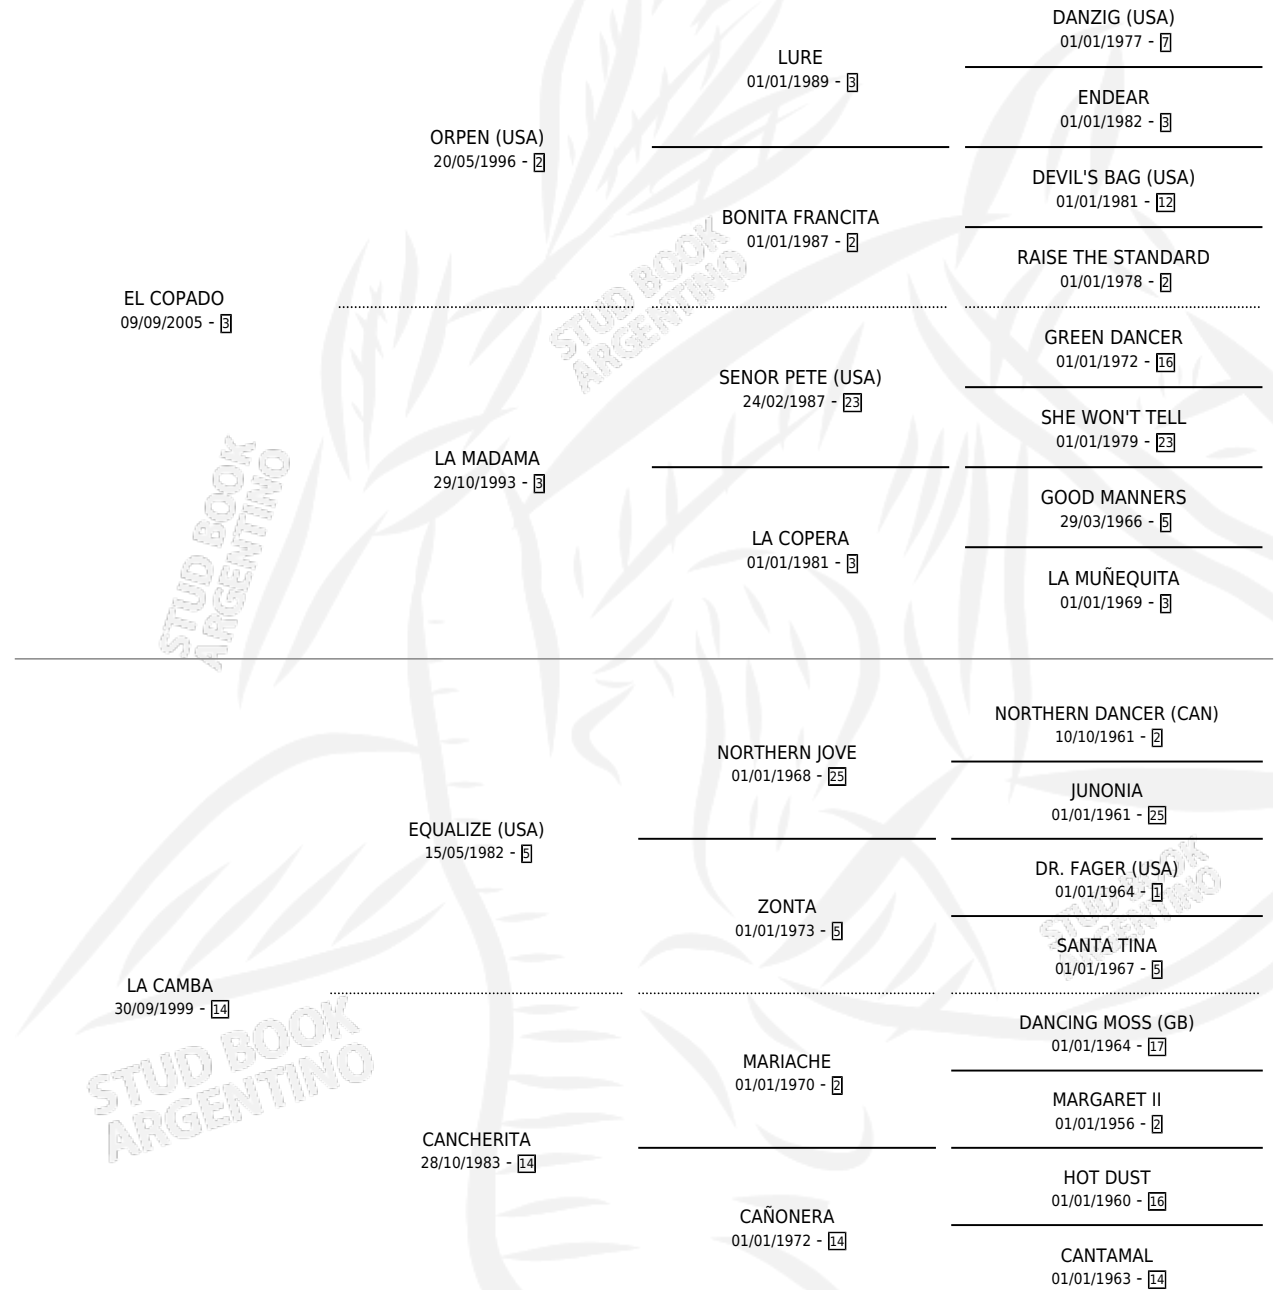 DANZIG (USA)
01/01/1977 - 7
LURE
01/01/1989 - 3
ENDEAR
01/01/1982 - 3
ORPEN (USA)
20/05/1996 - 2
DEVIL'S BAG (USA)
01/01/1981 - 12
BONITA FRANCITA
01/01/1987 - 2
RAISE THE STANDARD
01/01/1978 - 2
EL COPADO
09/09/2005 - 3
GREEN DANCER
01/01/1972 - 16
SENOR PETE (USA)
24/02/1987 - 23
SHE WON'T TELL
01/01/1979 - 23
LA MADAMA
29/10/1993 - 3
GOOD MANNERS
29/03/1966 - 5
LA COPERA
01/01/1981 - 3
LA MUÑEQUITA
01/01/1969 - 3
STUD BOOK
ARGENTINO
STUD BOOK
ARGENTINO
NORTHERN DANCER (CAN)
10/10/1961 - 2
NORTHERN JOVE
01/01/1968 - 25
JUNONIA
01/01/1961 - 25
EQUALIZE (USA)
15/05/1982 - 5
DR. FAGER (USA)
01/01/1964 - 1
ZONTA
01/01/1973 - 5
SANTA TINA
01/01/1967 - 5
LA CAMBA
30/09/1999 - 14
DANCING MOSS (GB)
01/01/1964 - 17
MARIACHE
01/01/1970 - 2
MARGARET II
01/01/1956 - 2
CANCHERITA
28/10/1983 - 14
HOT DUST
01/01/1960 - 16
CAÑONERA
01/01/1972 - 14
CANTAMAL
01/01/1963 - 14
STUD BOOK
ARGENTINO
STUD BOOK
ARGENTINO